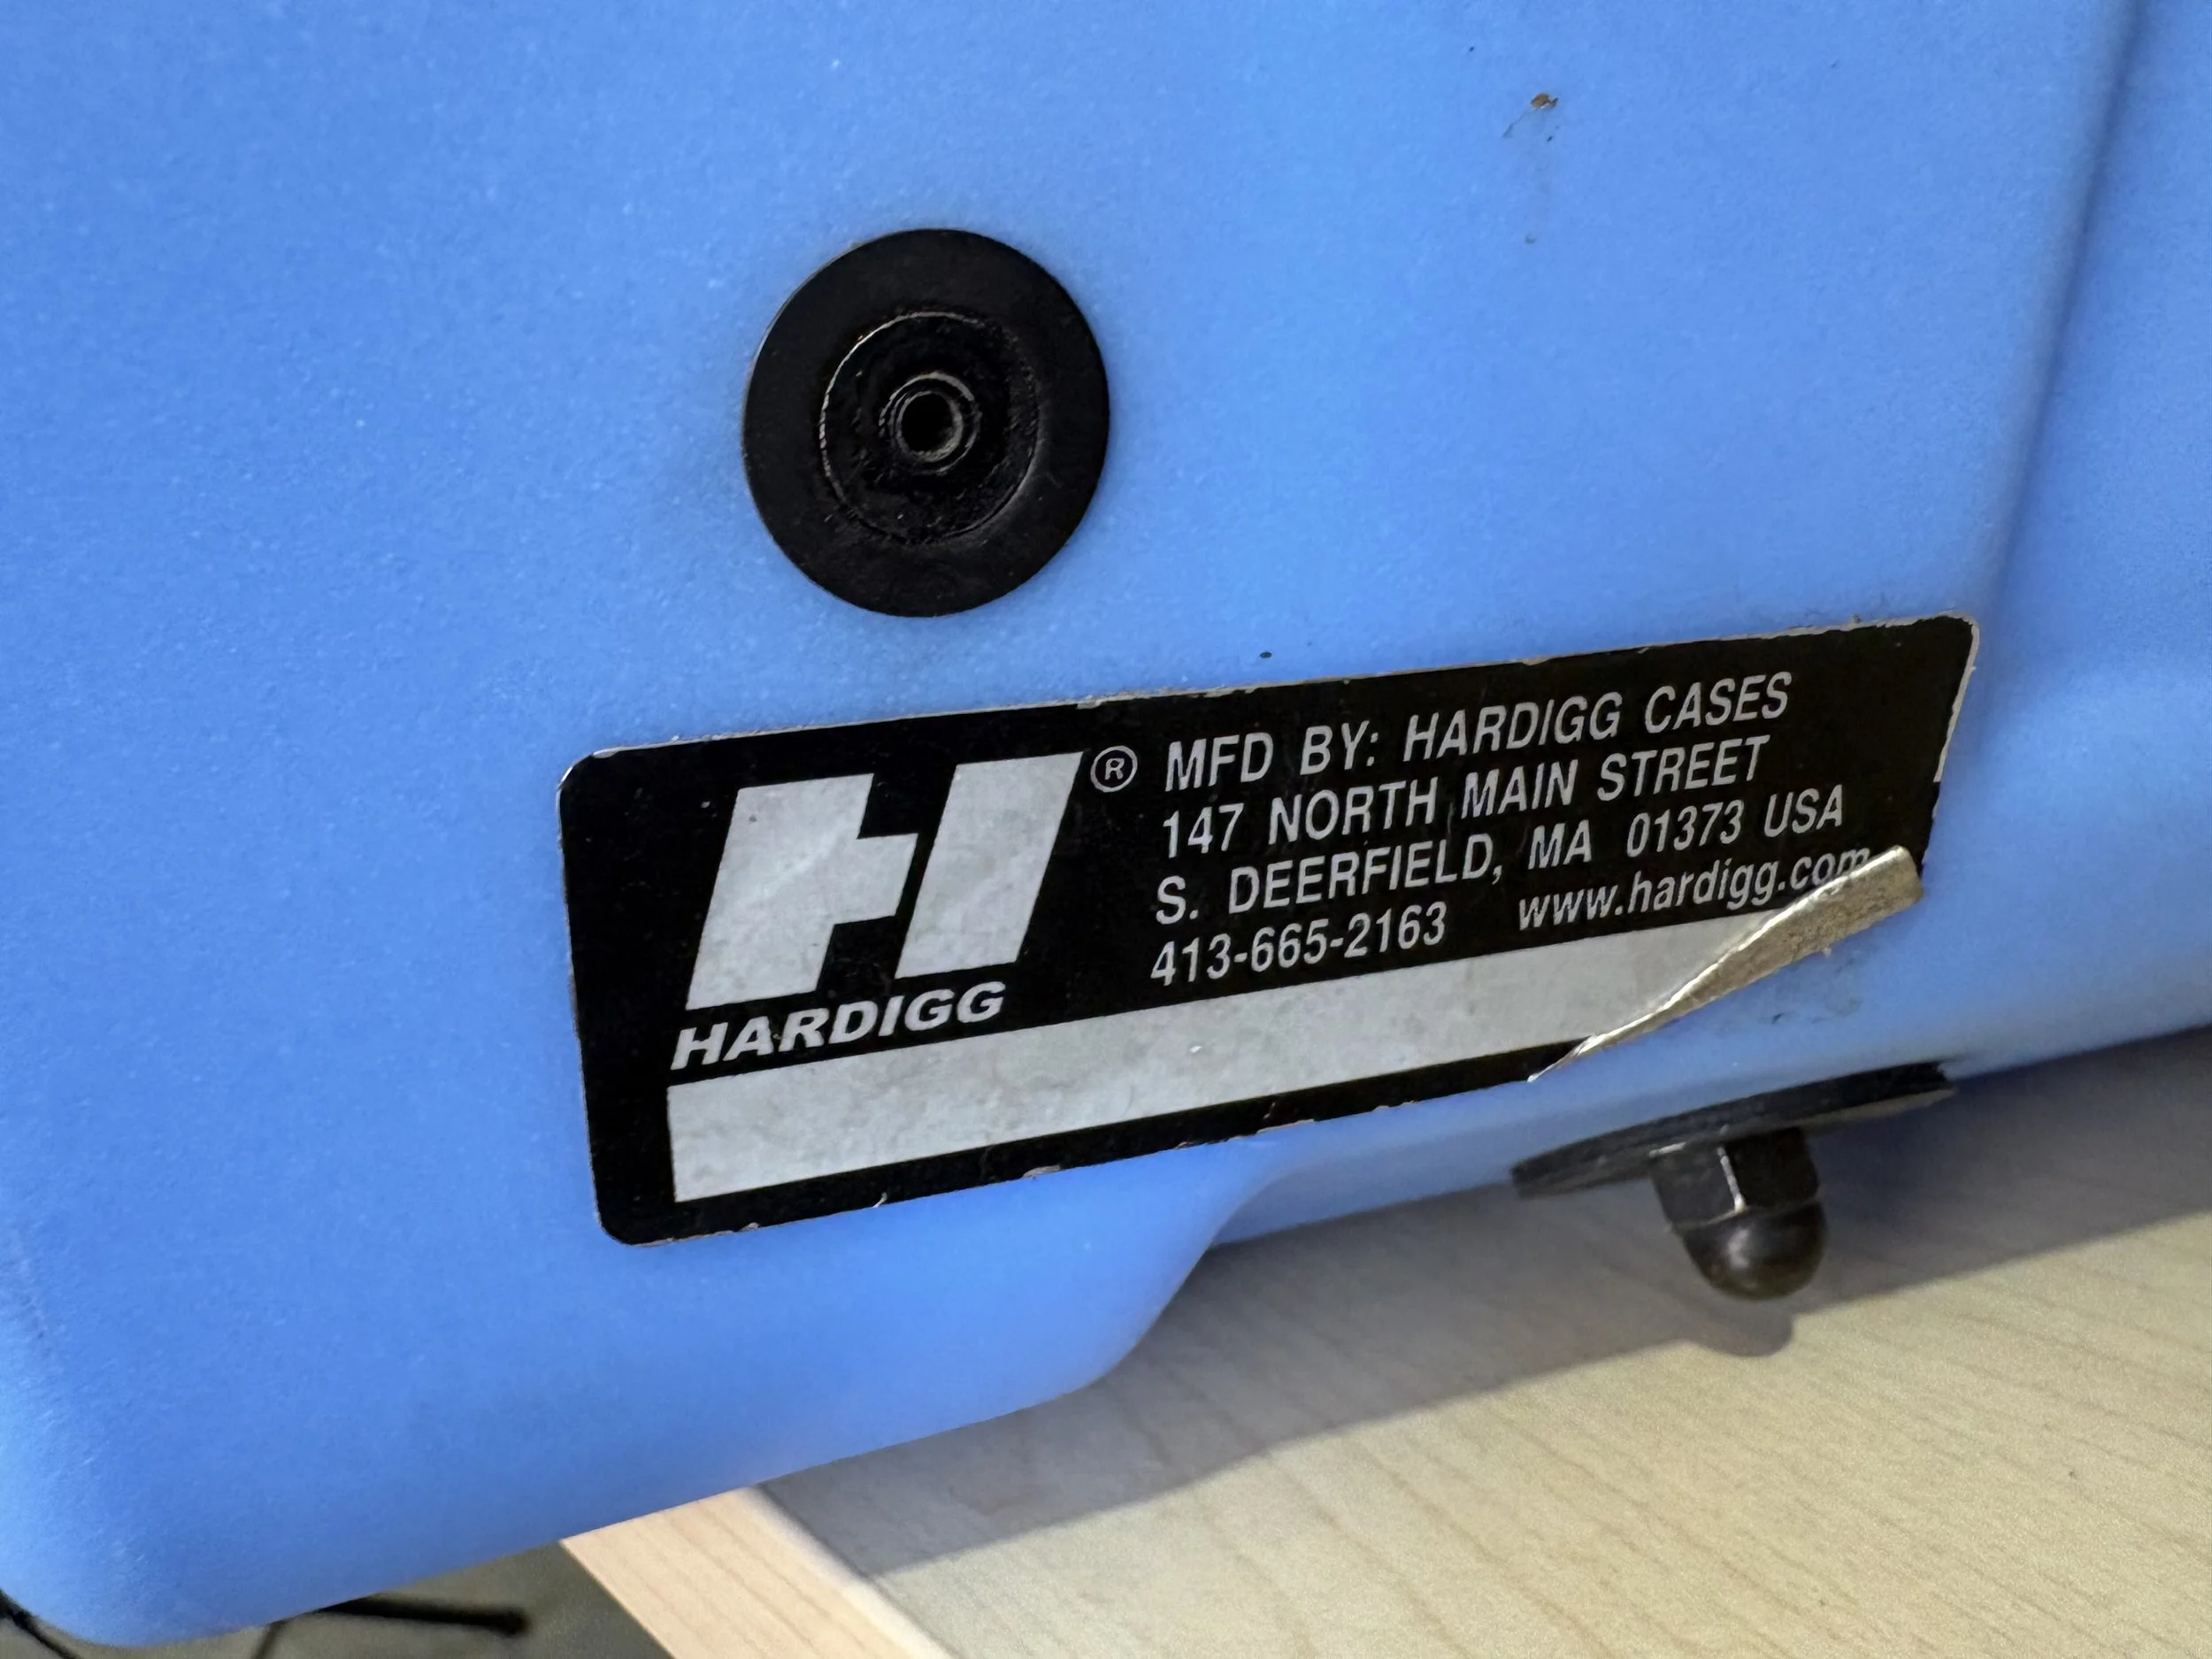 H®
HARDIGG
MFD BY: HARDIGG CASES
147 NORTH MAIN STREET
S. DEERFIELD, MA 01373 USA
413-665-2163 www.hardigg.com